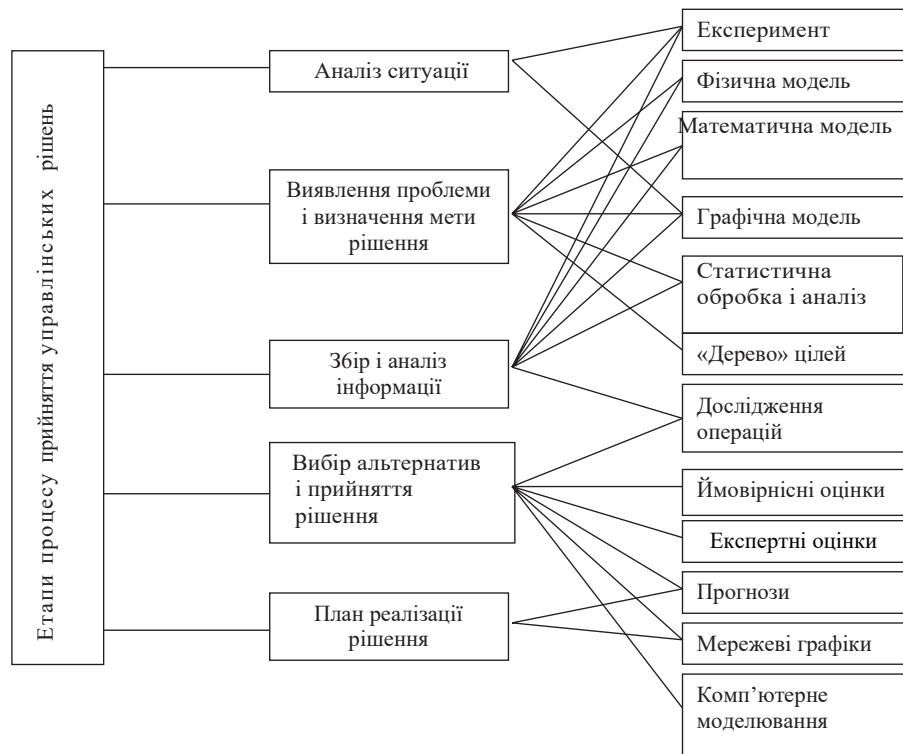 Етапи процесу прийняття управлінських рішень
Аналіз ситуації
Виявлення проблеми
і визначення мети
рішення
Збір і аналіз
інформації
Вибір альтернатив
і прийняття
рішення
План реалізації
рішення
Експеримент
Фізична модель
Математична модель
Графічна модель
Статистична
обробка і аналіз
«Дерево» цілей
Дослідження
операцій
Ймовірнісні оцінки
Експертні оцінки
Прогнози
Мережеві графіки
Комп’ютерне
моделювання